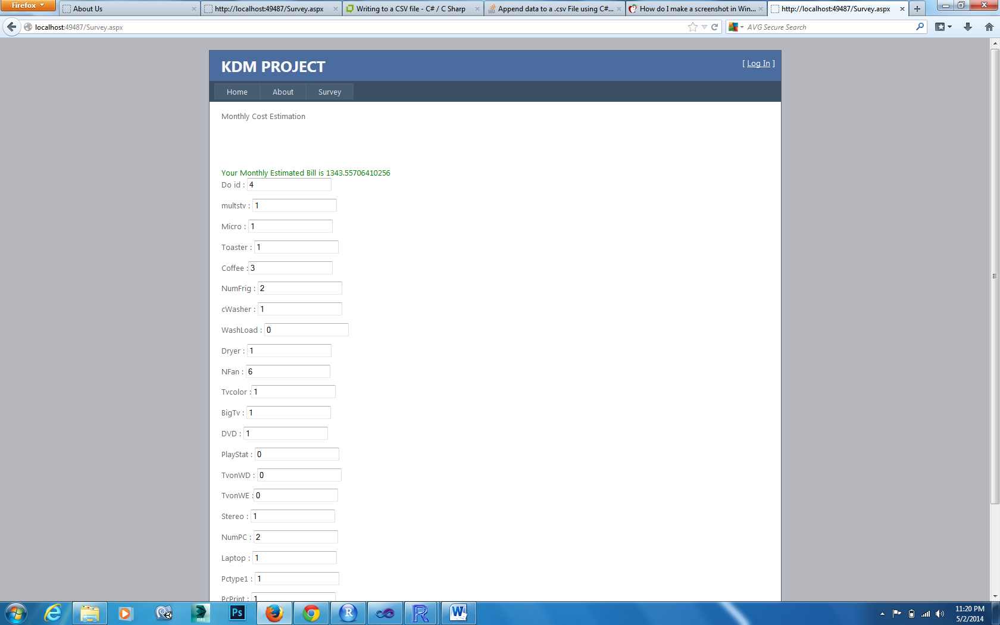 Firefox
About Us
http://localhost:49487/Survey.aspx
Writing to a CSV file - C# / C Sharp
Append data to a .csv File using C#...
How do I make a screenshot in Win...
http://localhost:49487/Survey.aspx
localhost:49487/Survey.aspx
AVG Secure Search
KDM PROJECT
[ Log In ]
Home About Survey
Monthly Cost Estimation
Your Monthly Estimated Bill is 1343.55706410256
Do id : 4
multstv : 1
Micro : 1
Toaster : 1
Coffee : 3
NumFrig : 2
cWasher : 1
WashLoad : 0
Dryer : 1
NFan : 6
Tvcolor : 1
BigTv : 1
DVD : 1
PlayStat : 0
TvonWD : 0
TvonWE : 0
Stereo : 1
NumPC : 2
Laptop : 1
Pctype1 : 1
PcPrint : 1
MAX
Ps
R
R
W
11:20 PM
5/2/2014